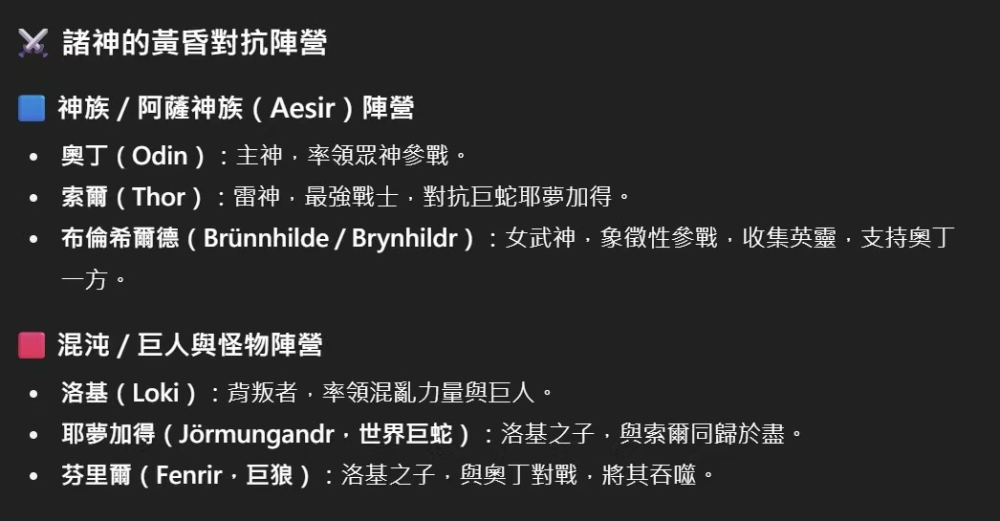 ⚔️ 諸神的黃昏對抗陣營
🟦 神族 / 阿薩神族（Aesir）陣營
• 奧丁（Odin）：主神，率領眾神參戰。
• 索爾（Thor）：雷神，最強戰士，對抗巨蛇耶夢加得。
• 布倫希爾德（Brünnhilde / Brynhildr）：女武神，象徵性參戰，收集英靈，支持奧丁
一方。
🟥 混沌 / 巨人與怪物陣營
• 洛基（Loki）：背叛者，率領混亂力量與巨人。
• 耶夢加得（Jörmungandr，世界巨蛇）：洛基之子，與索爾同歸於盡。
• 芬里爾（Fenrir，巨狼）：洛基之子，與奧丁對戰，將其吞噬。